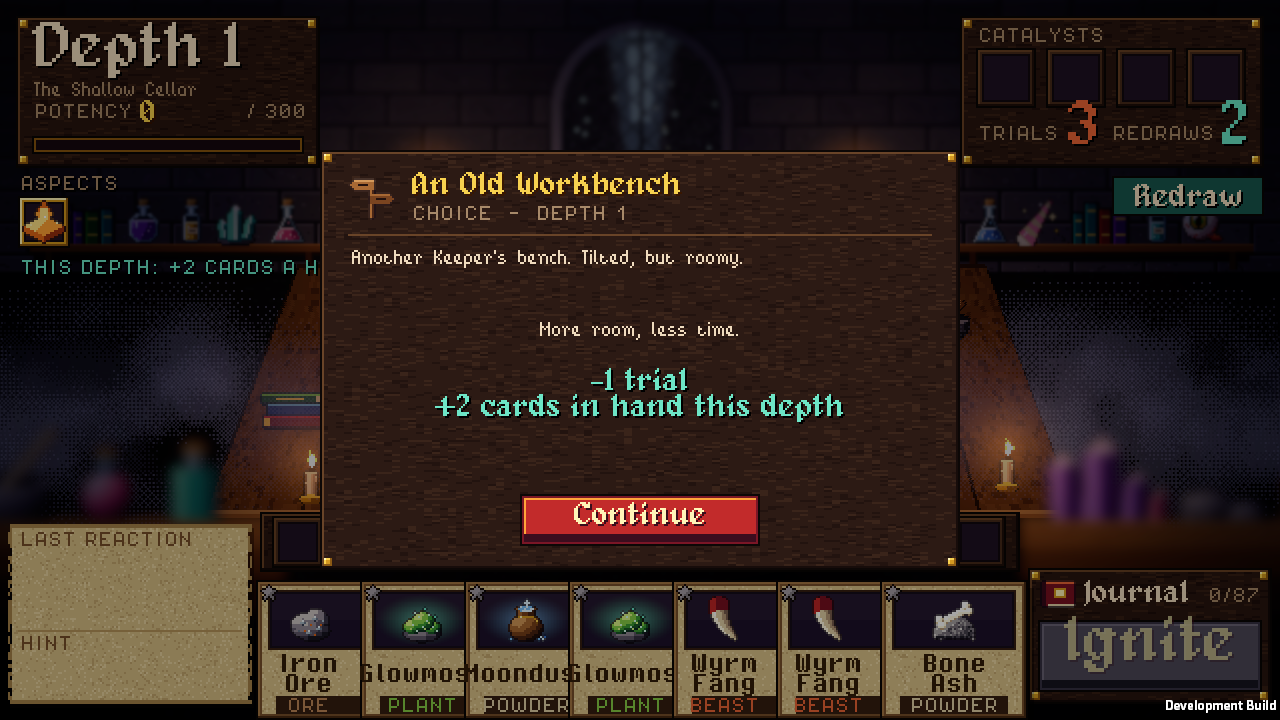 Depth 1
The Shallow Cellar
POTENCY 0 / 300
CATALYSTS
TRIALS 3 REDRAWS 2
ASPECTS
Redraw
THIS DEPTH: +2 CARDS A H
An Old Workbench
CHOICE - DEPTH 1
Another Keeper's bench. Tilted, but roomy.
More room, less time.
-1 trial
+2 cards in hand this depth
Continue
LAST REACTION
HINT
Iron
Ore
ORE
Glowmos
PLANT
Moondus
POWDER
Glowmos
PLANT
Wyrm
Fang
BEAST
Wyrm
Fang
BEAST
Bone
Ash
POWDER
Journal 0/87
Ignite
Development Build